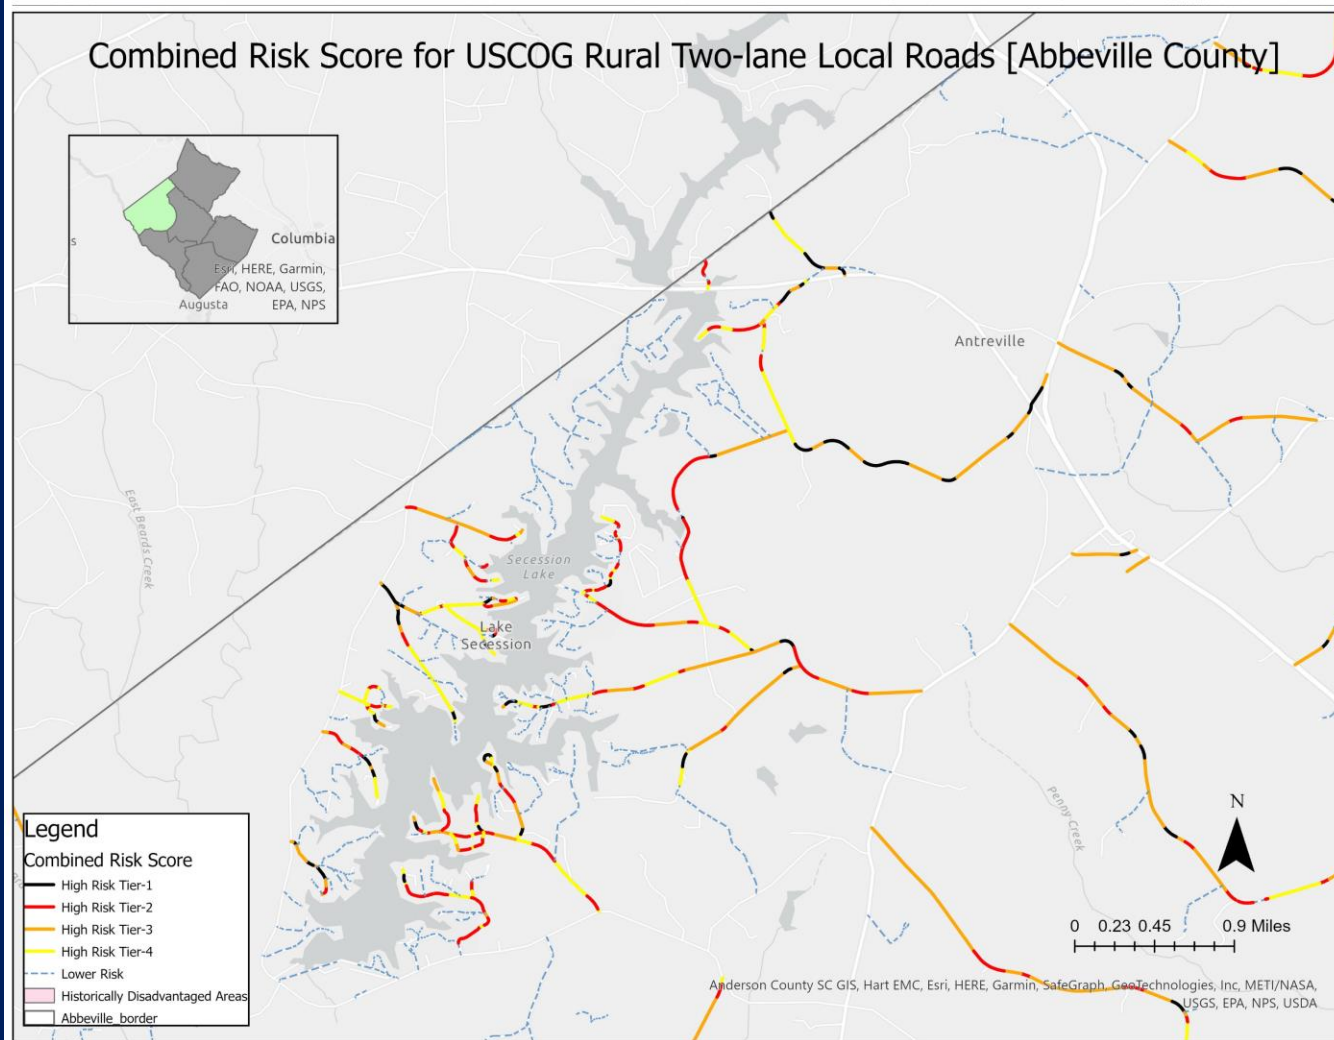 Combined Risk Score for USCOG Rural Two-lane Local Roads [Abbeville County]
s
Columbia
Esri, HERE, Garmin,
FAO, NOAA, USGS,
Augusta
EPA, NPS
Antreville
East Beards Creek
Secession
Lake
Lake
Secession
Penny Creek
N
Legend
Combined Risk Score
High Risk Tier-1
High Risk Tier-2
High Risk Tier-3
High Risk Tier-4
Lower Risk
Historically Disadvantaged Areas
Abbeville_border
0 0.23 0.45 0.9 Miles
Anderson County SC GIS, Hart EMC, Esri, HERE, Garmin, SafeGraph, GeoTechnologies, Inc, METI/NASA,
USGS, EPA, NPS, USDA